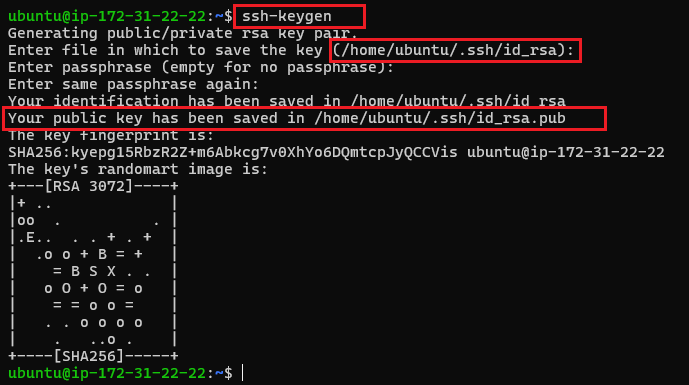 ubuntu@ip-172-31-22-22:~$ ssh-keygen
Generating public/private rsa key pair.
Enter file in which to save the key (/home/ubuntu/.ssh/id_rsa):
Enter passphrase (empty for no passphrase):
Enter same passphrase again:
Your identification has been saved in /home/ubuntu/.ssh/id_rsa
Your public key has been saved in /home/ubuntu/.ssh/id_rsa.pub
The key fingerprint is:
SHA256:kyepg15RbzR2Z+m6Abkcg7v0XhYo6DQmtcpJyQCCVis ubuntu@ip-172-31-22-22
The key's randomart image is:
+---[RSA 3072]----+
|+ ..             |
|oo  .          . |
|.E..  . . + . +  |
|  .o o + B = +   |
|    = B S X . .  |
|   o O + O = o   |
|    = = o o =    |
|   . . o o o o   |
|    .   ..o .    |
+----[SHA256]-----+
ubuntu@ip-172-31-22-22:~$